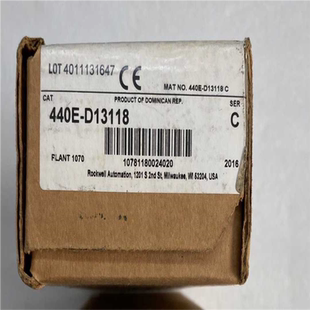 LOT 4011131647
CE
MAT NO. 440E-D13118 C
CAT
PRODUCT OF DOMINICAN REP.
SER
440E-D13118
C
PLANT 1070
10781180024020
2016
Rockwell Automation, 1201 S 2nd St, Milwaukee, WI 53204, USA